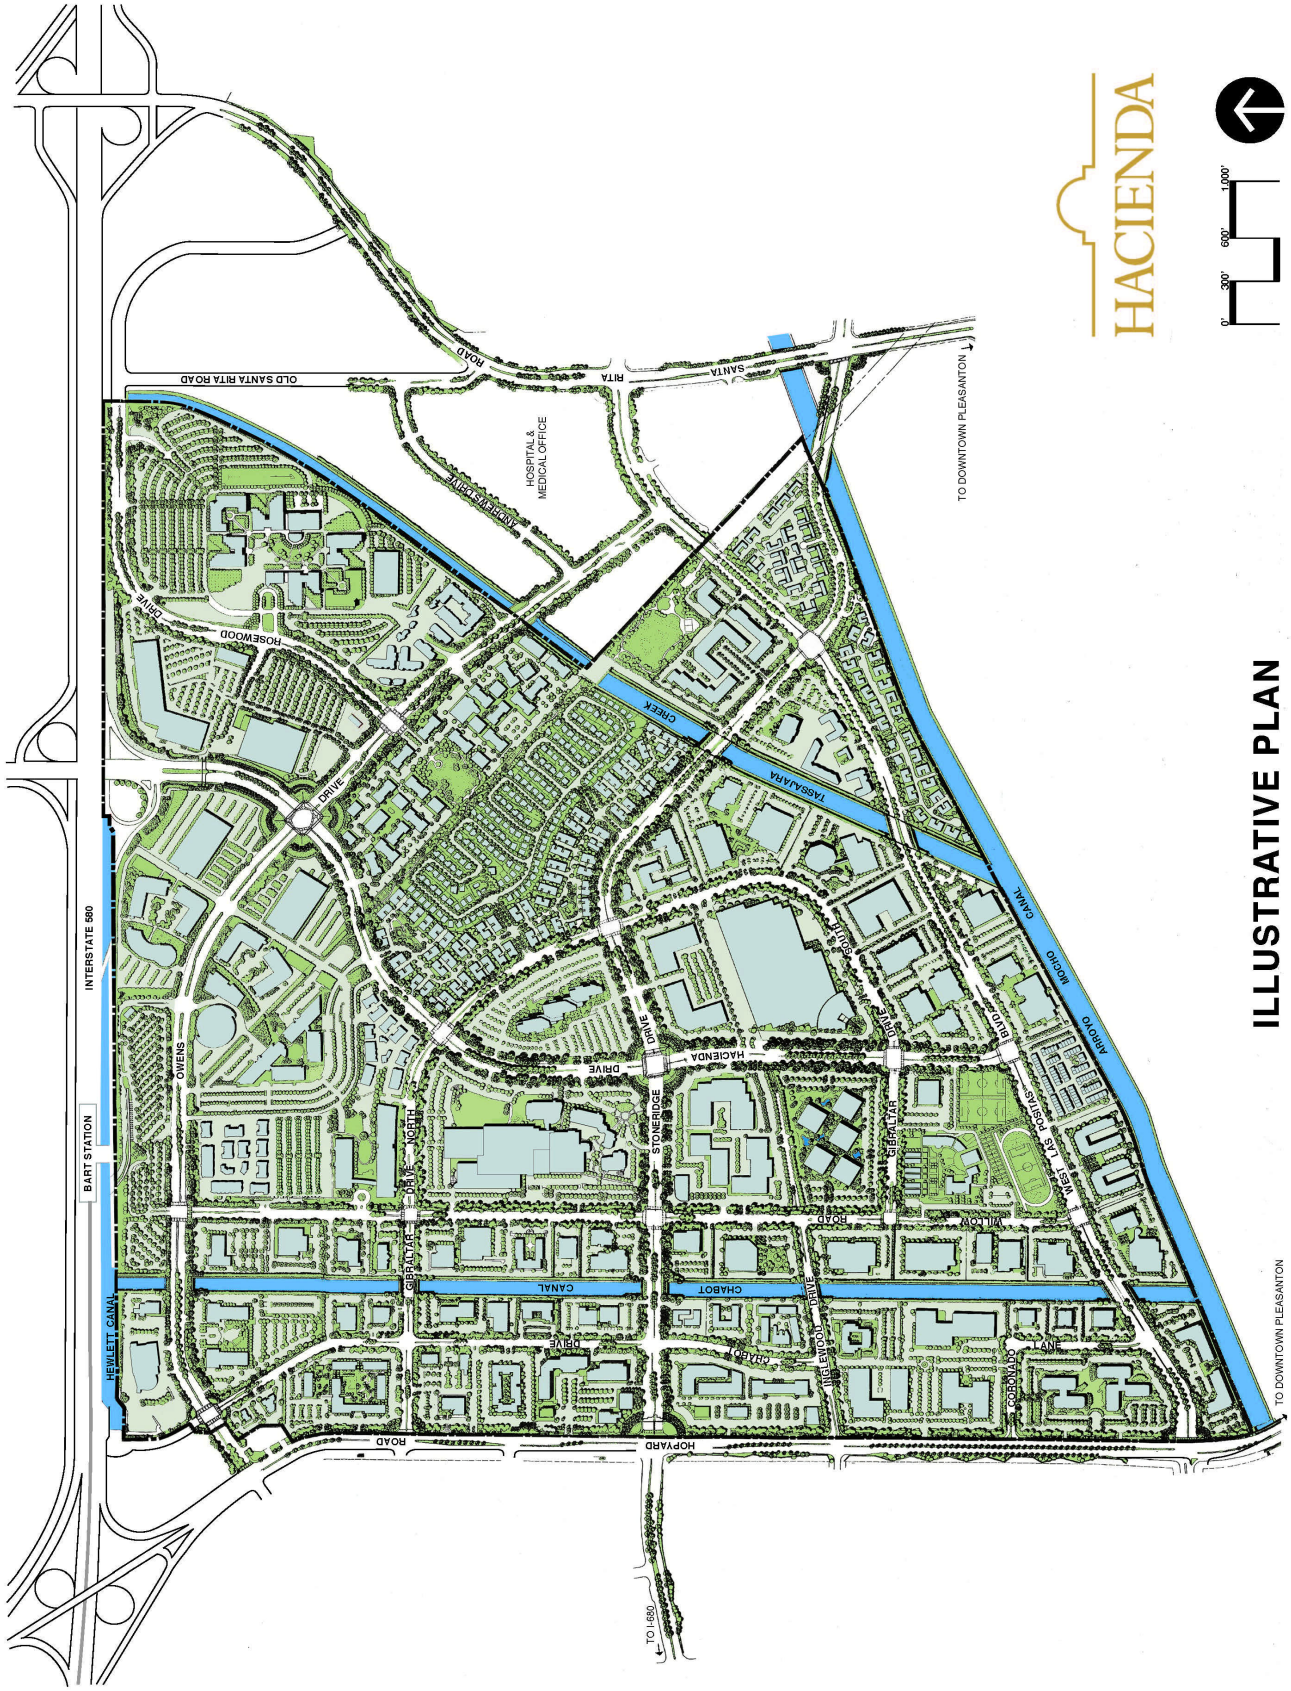 HACIENDA
0' 300' 600' 1,000'
ILLUSTRATIVE PLAN
INTERSTATE 580
BART STATION
HEWLETT CANAL
OLD SANTA RITA ROAD
SANTA
RITA
ROAD
HOSPITAL &
MEDICAL OFFICE
ANDREWS DRIVE
TO DOWNTOWN PLEASANTON
ROSEWOOD
DRIVE
OWENS
DRIVE
TASSAJARA
CREEK
HACIENDA
DRIVE
STONERIDGE
DRIVE
GIBRALTAR
DRIVE
NORTH
GIBRALTAR
DRIVE
SOUTH
WEST LAS POSITAS
BLVD.
WILLOW
ROAD
CHABOT
CANAL
CHABOT
DRIVE
INGLEWOOD
DRIVE
CORONADO
LANE
ARROYO
MOCHO
CANAL
HOPYARD
ROAD
TO I-680
TO DOWNTOWN PLEASANTON